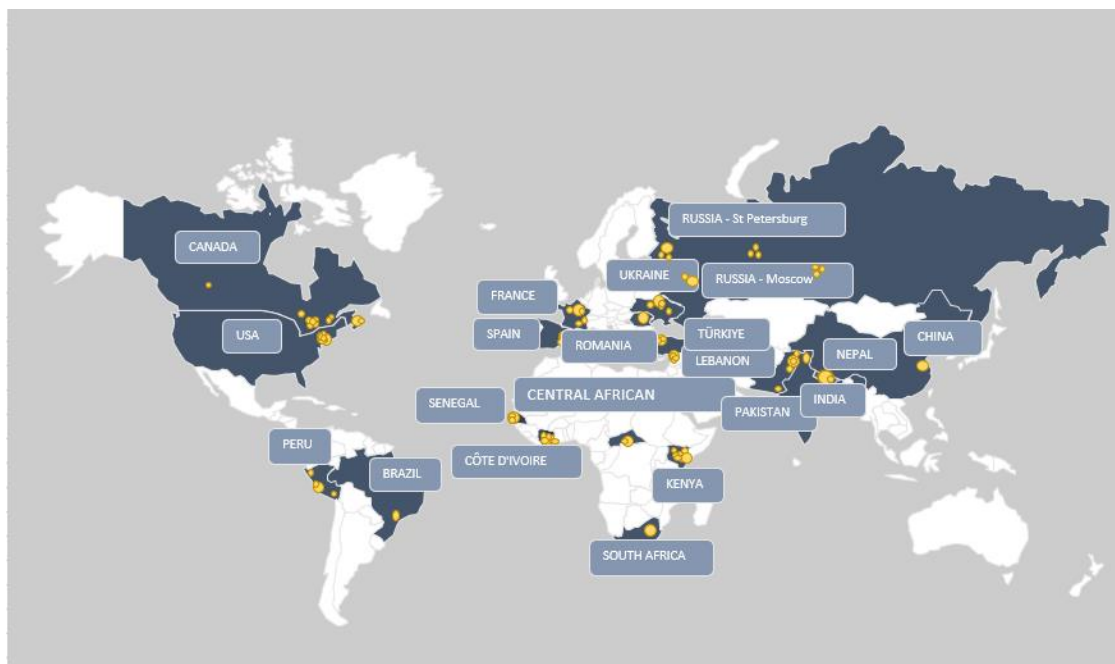 RUSSIA - St Petersburg
CANADA
UKRAINE
RUSSIA - Moscow
FRANCE
USA
SPAIN
ROMANIA
TÜRKIYE
CHINA
LEBANON
NEPAL
CENTRAL AFRICAN
SENEGAL
PAKISTAN
INDIA
PERU
CÔTE D'IVOIRE
BRAZIL
KENYA
SOUTH AFRICA